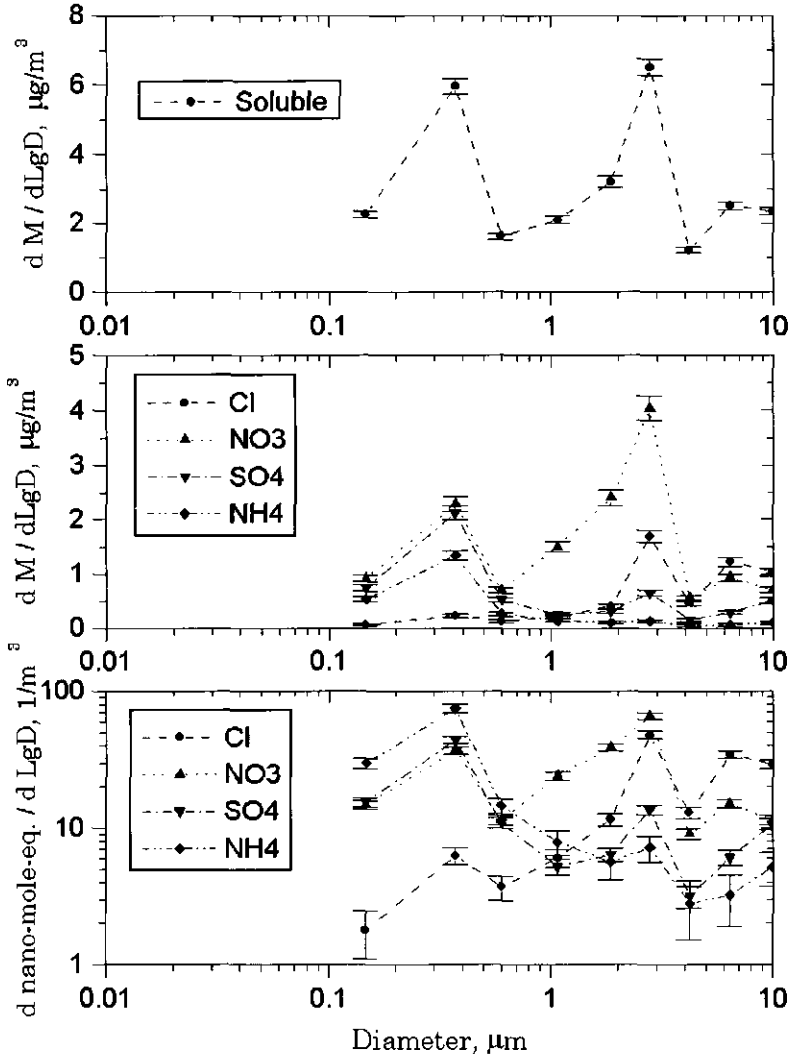 d M / dLgD, μg/m³
8
6
4
2
0
Soluble
0.01
0.1
1
10
d M / dLgD, μg/m³
5
4
3
2
1
0
Cl
NO3
SO4
NH4
0.01
0.1
1
10
d nano-mole-eq. / d LgD, 1/m³
100
10
1
Cl
NO3
SO4
NH4
0.01
0.1
1
10
Diameter, μm